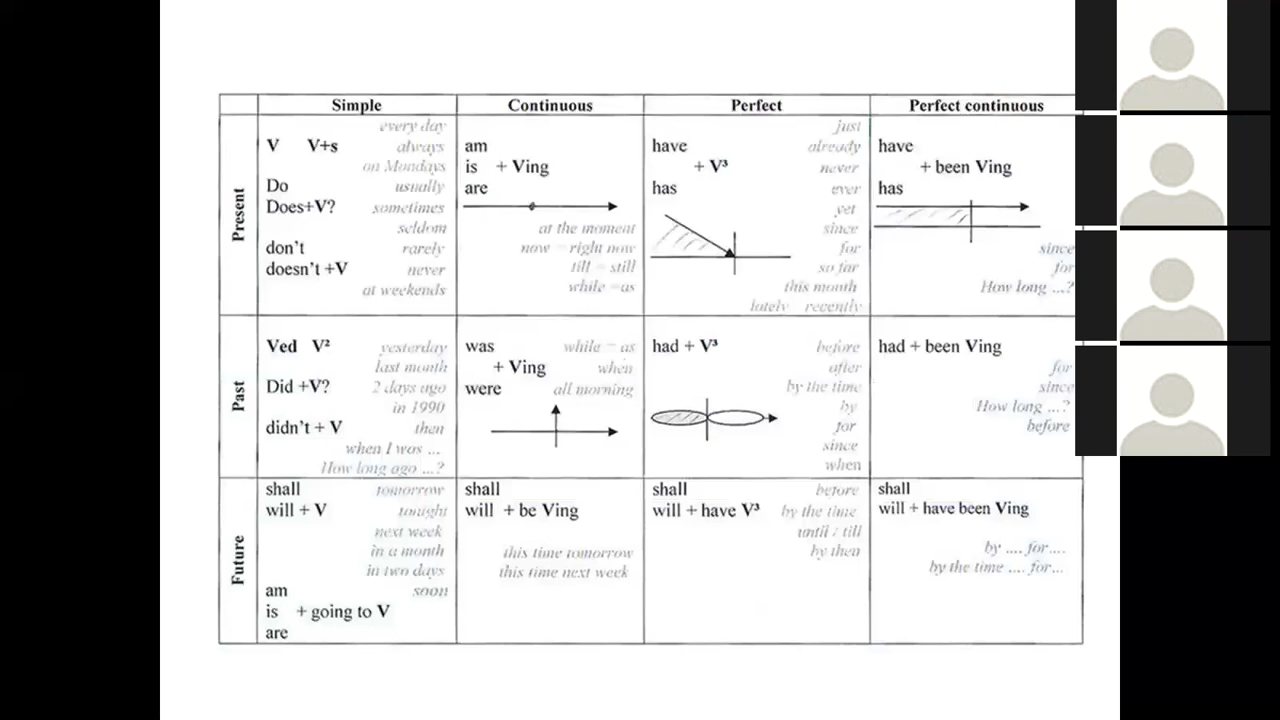 Simple Continuous Perfect Perfect continuous
Present
every day
V V+s always
on Mondays
Do usually
Does+V? sometimes
seldom
don't rarely
doesn't +V never
at weekends
am
is + Ving
are
at the moment
now = right now
till = still
while =as
just
have already
+ V³ never
has ever
yet
since
for
so far
this month
lately recently
have
+ been Ving
has
since
for
How long ...?
Past
Ved V² yesterday
last month
Did +V? 2 days ago
in 1990
didn't + V then
when I was ...
How long ago ...?
was while = as
+ Ving when
were all morning
had + V³ before
after
by the time
by
for
since
when
had + been Ving
for
since
How long ...?
before
Future
shall tomorrow
will + V tonight
next week
in a month
in two days
am soon
is + going to V
are
shall
will + be Ving
this time tomorrow
this time next week
shall before
will + have V³ by the time
until / till
by then
shall
will + have been Ving
by .... for....
by the time .... for...